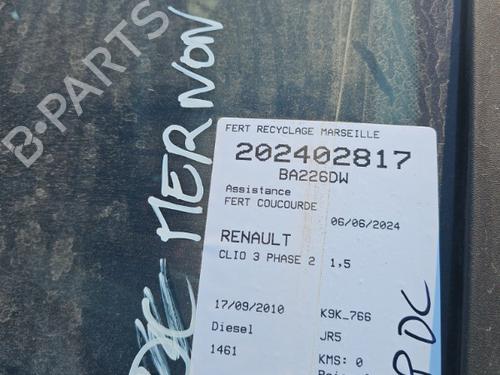 B-PARTS
MER NON
FERT RECYCLAGE MARSEILLE
202402817
BA226DW
Assistance
FERT COUCOURDE
06/06/2024
RENAULT
CLIO 3 PHASE 2 1,5
17/09/2010 K9K_766
Diesel JR5
1461 KMS: 0
DC